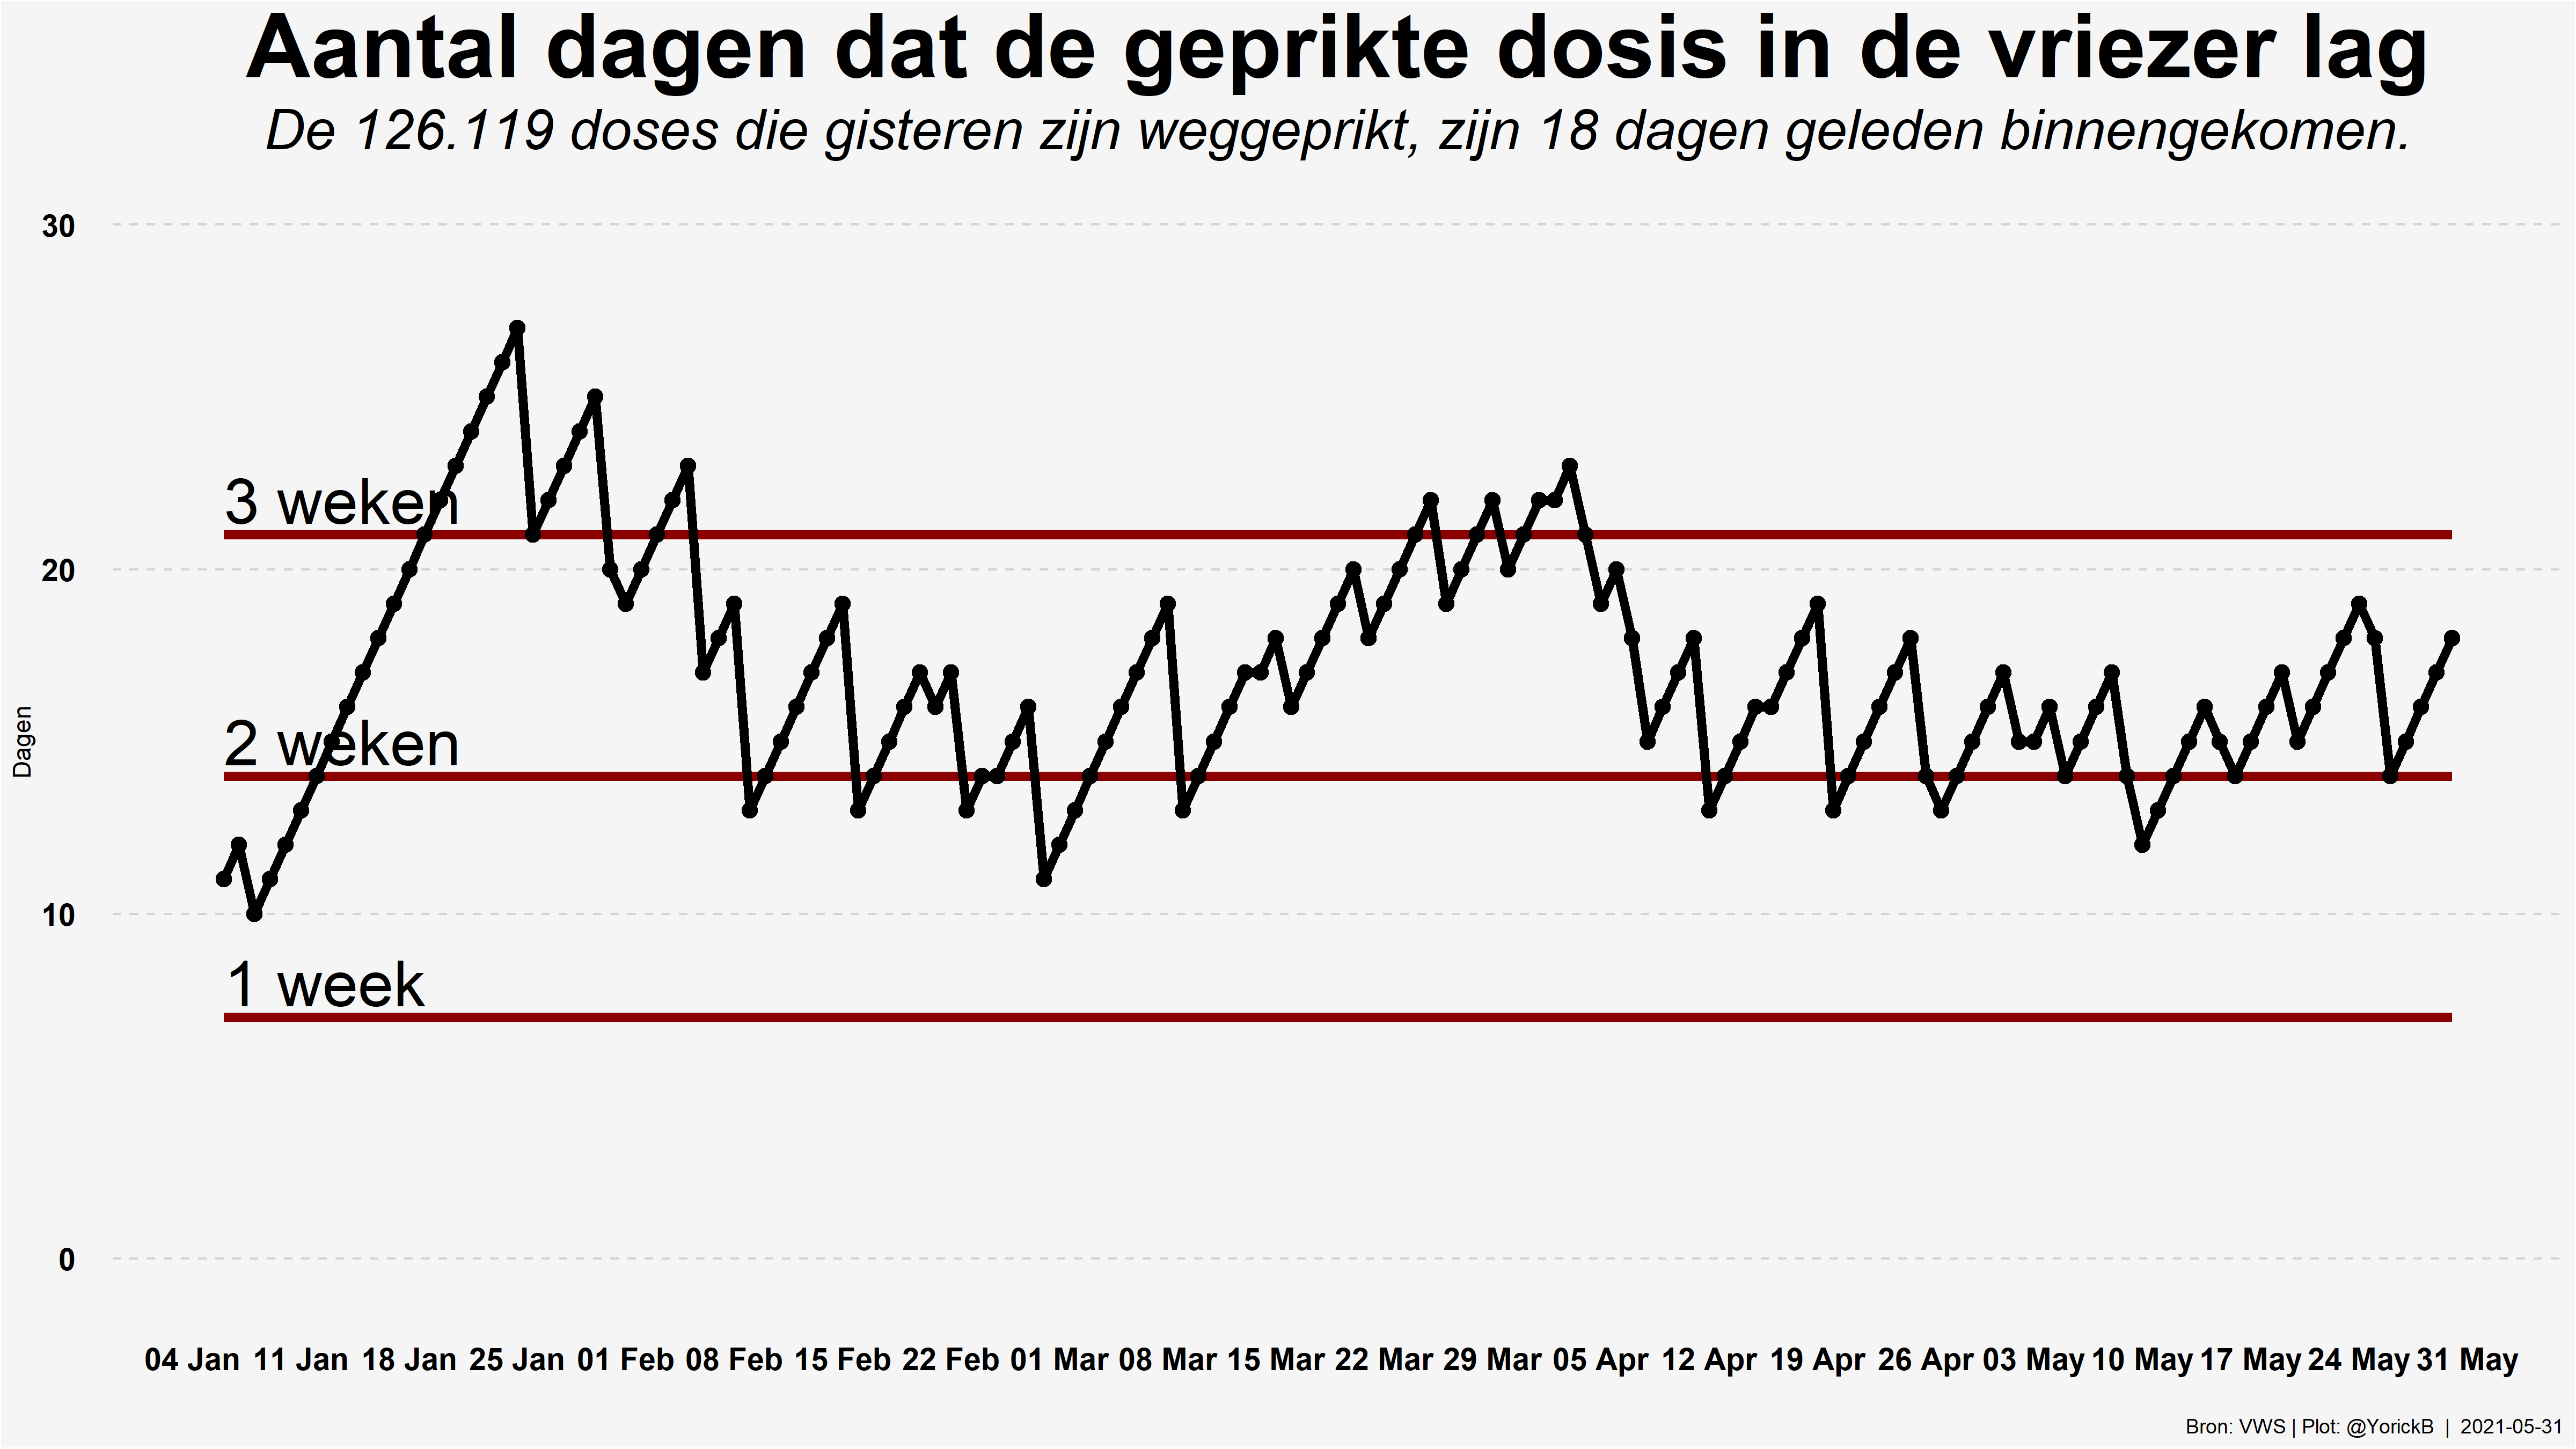 Aantal dagen dat de geprikte dosis in de vriezer lag
De 126.119 doses die gisteren zijn weggeprikt, zijn 18 dagen geleden binnengekomen.
30
3 weken
20
Dagen
2 weken
10
1 week
0
04 Jan 11 Jan 18 Jan 25 Jan 01 Feb 08 Feb 15 Feb 22 Feb 01 Mar 08 Mar 15 Mar 22 Mar 29 Mar 05 Apr 12 Apr 19 Apr 26 Apr 03 May 10 May 17 May 24 May 31 May
Bron: VWS | Plot: @YorickB | 2021-05-31